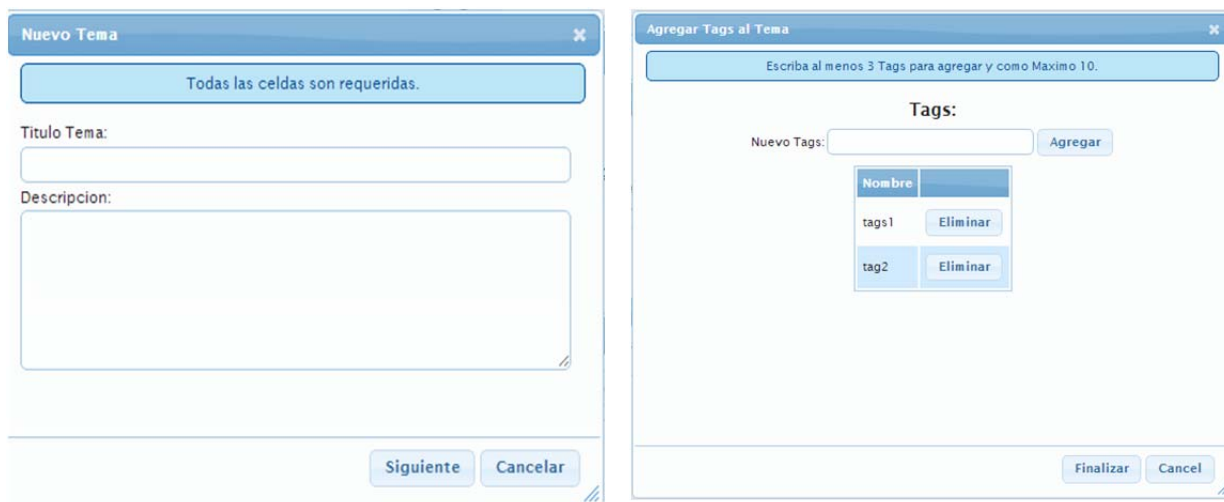 Nuevo Tema
Todas las celdas son requeridas.
Titulo Tema:
Descripcion:
Siguiente Cancelar
Agregar Tags al Tema
Escriba al menos 3 Tags para agregar y como Maximo 10.
Tags:
Nuevo Tags: Agregar
Nombre
tags1 Eliminar
tag2 Eliminar
Finalizar Cancel